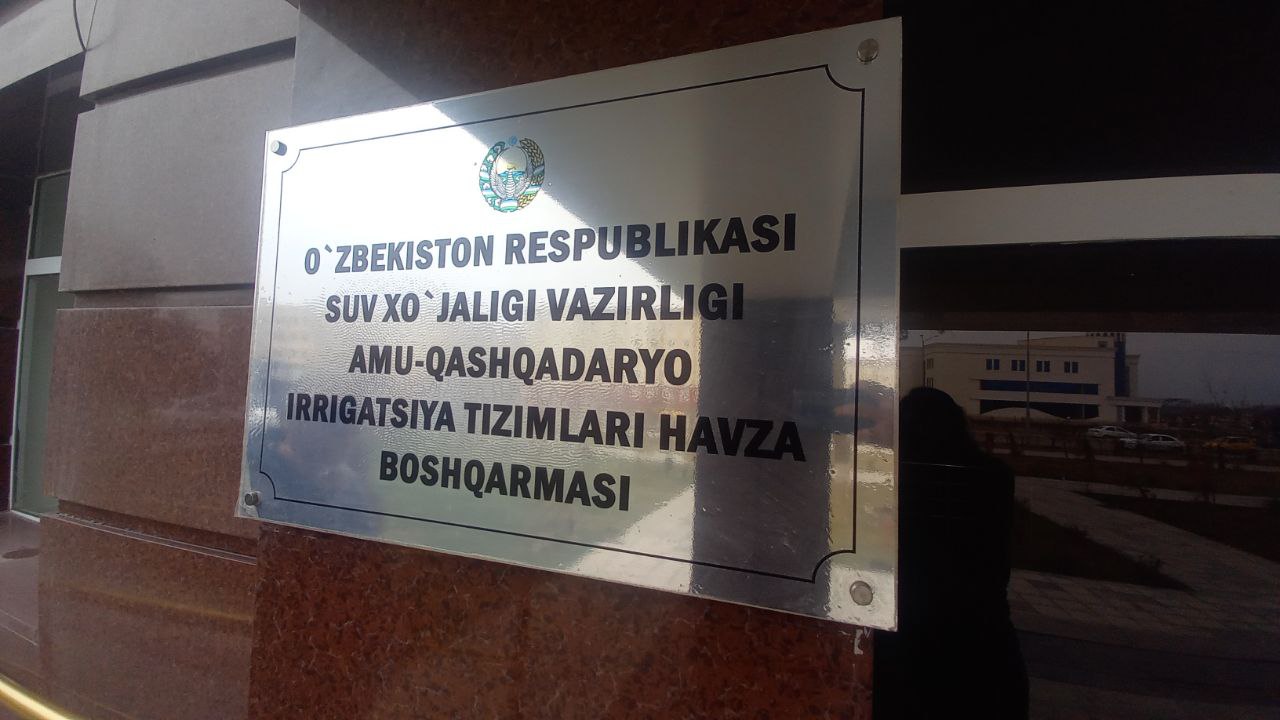 O`ZBEKISTON RESPUBLIKASI
SUV XO`JALIGI VAZIRLIGI
AMU-QASHQADARYO
IRRIGATSIYA TIZIMLARI HAVZA
BOSHQARMASI